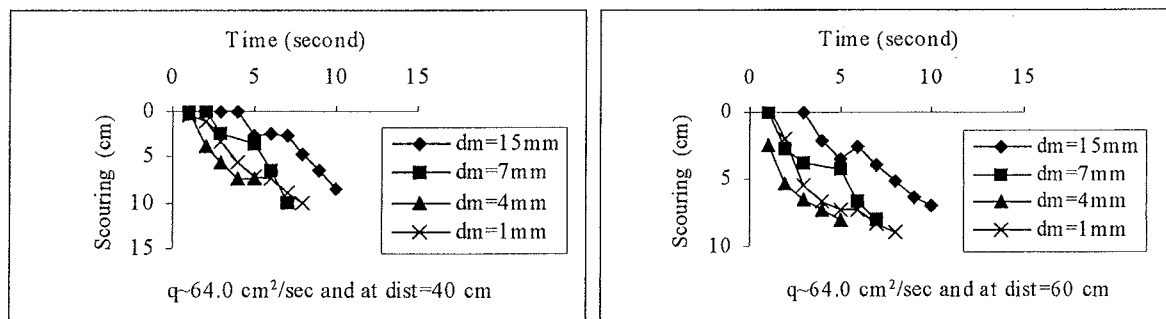 Time (second)
0 5 10 15
0
5
10
15
Scouring (cm)
dm=15mm
dm=7mm
dm=4mm
dm=1mm
q~64.0 cm²/sec and at dist=40 cm
Time (second)
0 5 10 15
0
5
10
Scouring (cm)
dm=15mm
dm=7mm
dm=4mm
dm=1mm
q~64.0 cm²/sec and at dist=60 cm